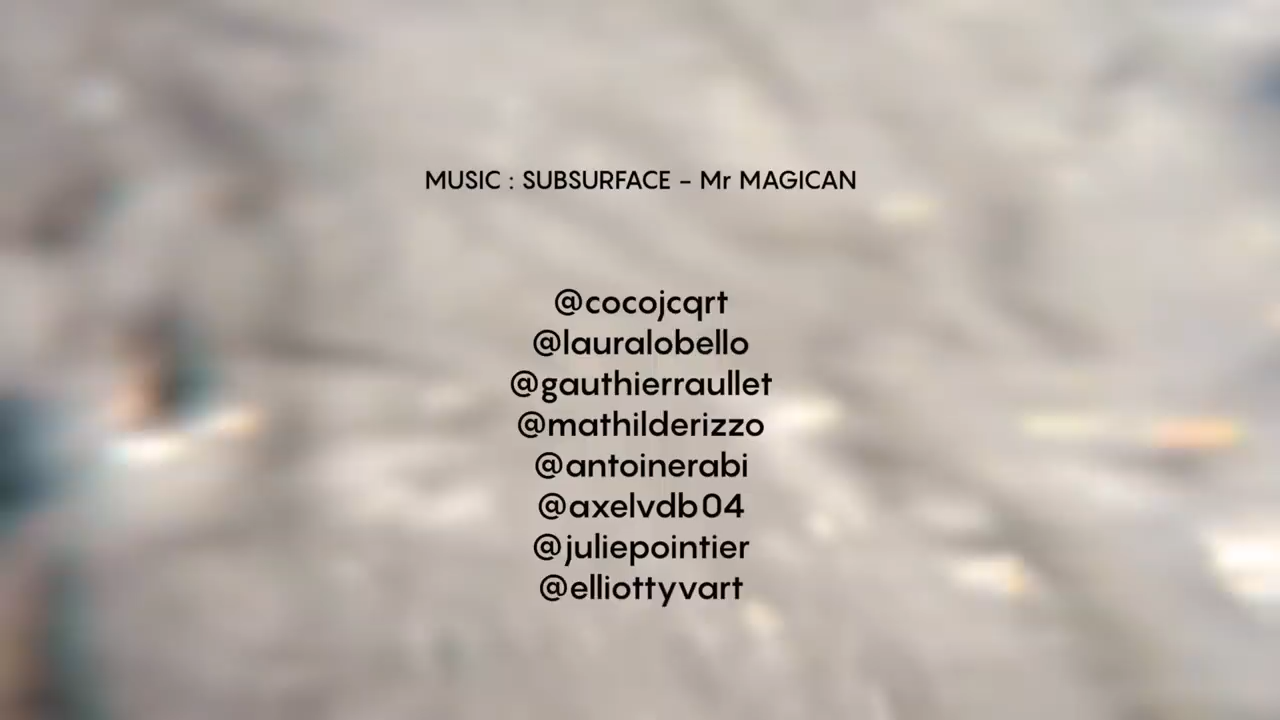 MUSIC : SUBSURFACE - Mr MAGICAN
@cocojcqrt
@lauralobello
@gauthierraullet
@mathilderizzo
@antoinerabi
@axelvdb04
@juliepointier
@elliottyvart